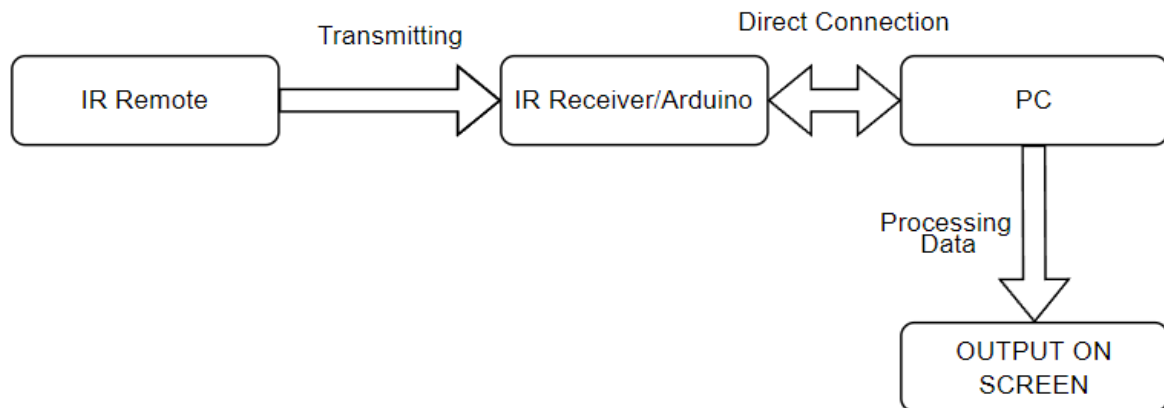 Transmitting
Direct Connection
IR Remote
IR Receiver/Arduino
PC
Processing
Data
OUTPUT ON
SCREEN